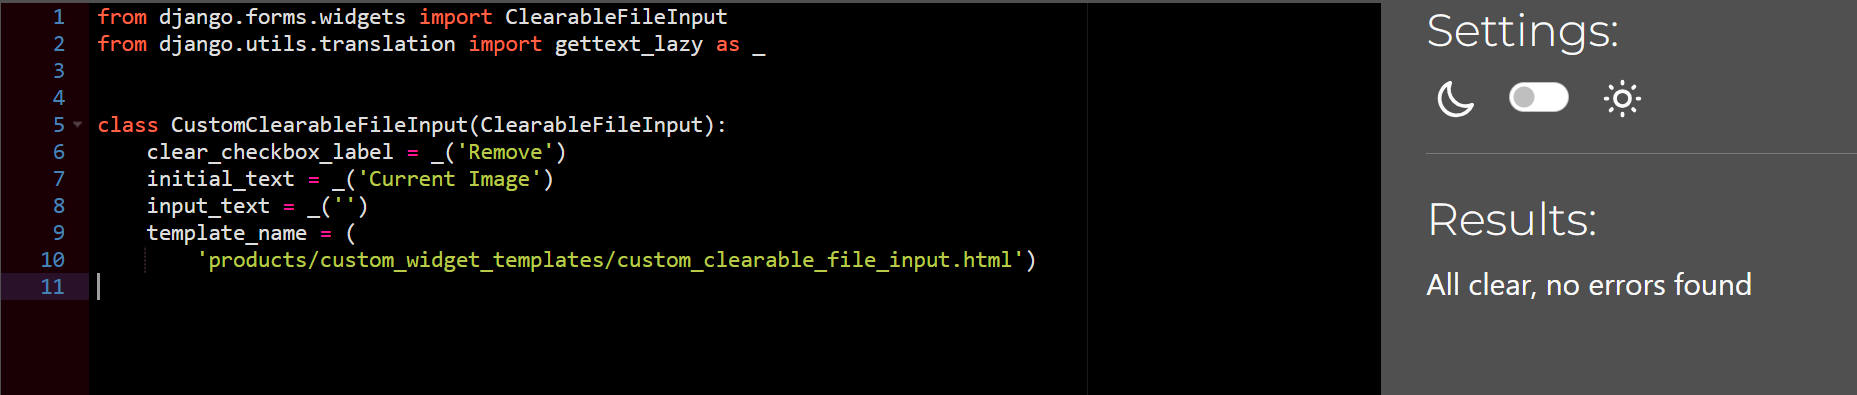 1 from django.forms.widgets import ClearableFileInput
2 from django.utils.translation import gettext_lazy as _
3
4
5 class CustomClearableFileInput(ClearableFileInput):
6     clear_checkbox_label = _('Remove')
7     initial_text = _('Current Image')
8     input_text = _('')
9     template_name = (
10         'products/custom_widget_templates/custom_clearable_file_input.html')
11
Settings:
Results:
All clear, no errors found